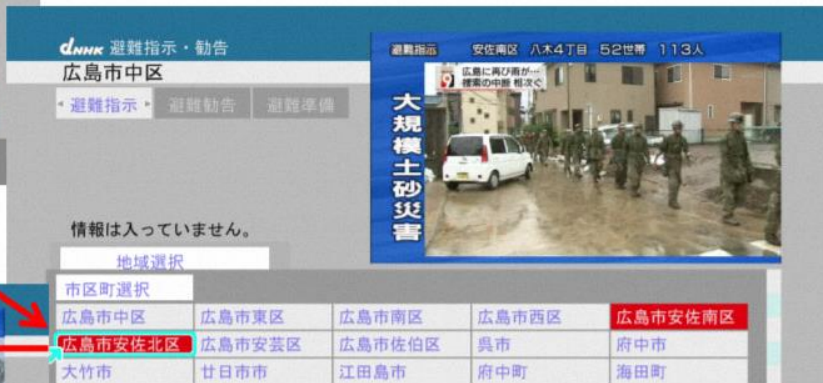 dNHK 避難指示・勧告
広島市中区
避難指示 避難勧告 避難準備
情報は入っていません。
避難指示 安佐南区 八木4丁目 52世帯 113人
広島に再び雨が…
捜索の中断 相次ぐ
大規模土砂災害
地域選択
市区町選択
広島市中区 広島市東区 広島市南区 広島市西区 広島市安佐南区
広島市安佐北区 広島市安芸区 広島市佐伯区 呉市 府中市
大竹市 廿日市市 江田島市 府中町 海田町